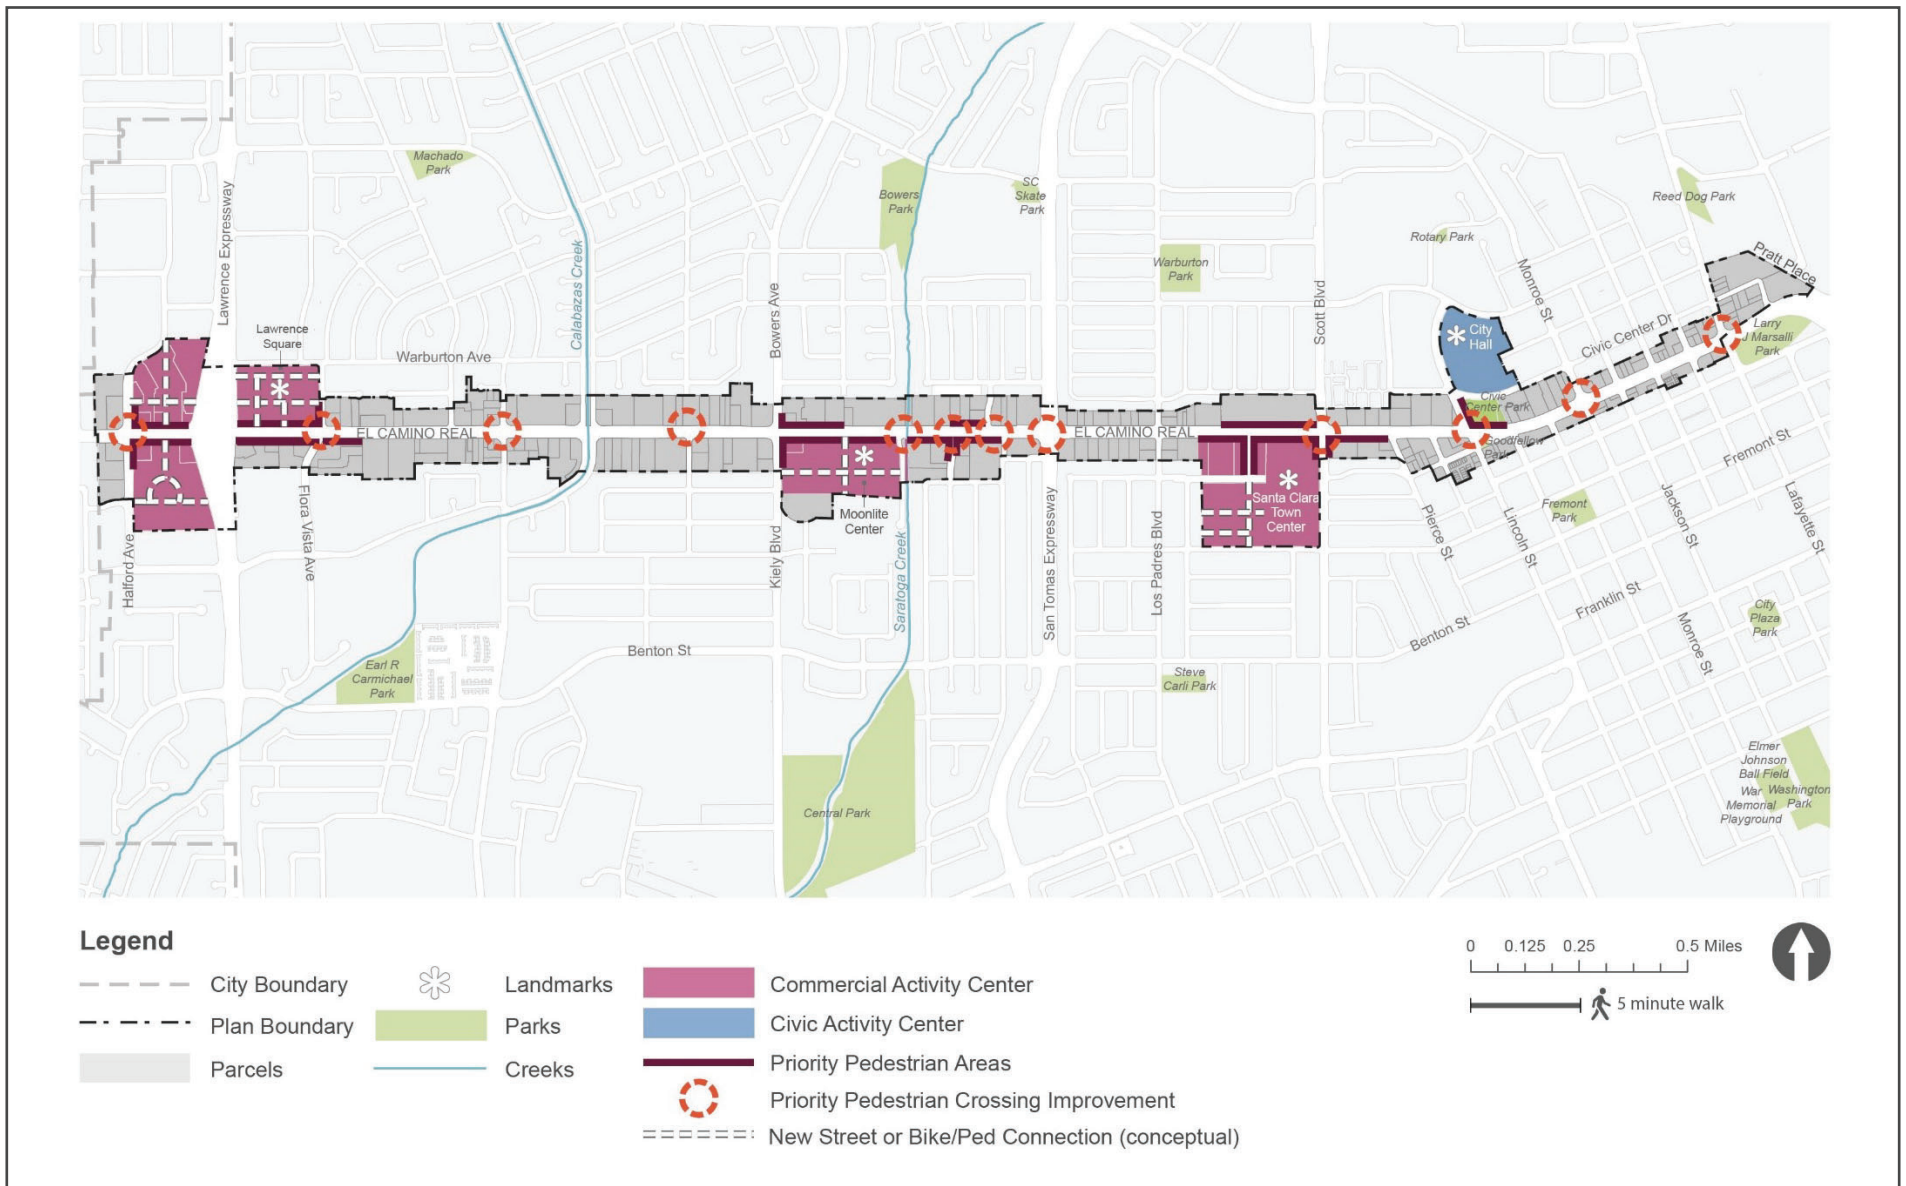 Machado
Park
Bowers
Park
SC
Skate
Park
Reed Dog Park
Rotary Park
Warburton
Park
Pratt Place
Lawrence Expressway
Calabazas Creek
Bowers Ave
Scott Blvd
Monroe St
Lawrence
Square
Warburton Ave
City
Hall
Civic Center Dr
Larry
J Marsalli
Park
Civic
Center Park
EL CAMINO REAL
EL CAMINO REAL
Goodfellow
Park
Fremont St
Moonlite
Center
Santa Clara
Town
Center
Fremont
Park
Halford Ave
Flora Vista Ave
Kiely Blvd
Saratoga Creek
San Tomas Expressway
Los Padres Blvd
Pierce St
Lincoln St
Jackson St
Lafayette St
Benton St
Franklin St
City
Plaza
Park
Monroe St
Benton St
Earl R
Carmichael
Park
Steve
Carli Park
Central Park
Elmer
Johnson
Ball Field
War
Memorial
Playground
Washington
Park
Legend
City Boundary
Plan Boundary
Parcels
Landmarks
Parks
Creeks
Commercial Activity Center
Civic Activity Center
Priority Pedestrian Areas
Priority Pedestrian Crossing Improvement
New Street or Bike/Ped Connection (conceptual)
0 0.125 0.25 0.5 Miles
5 minute walk